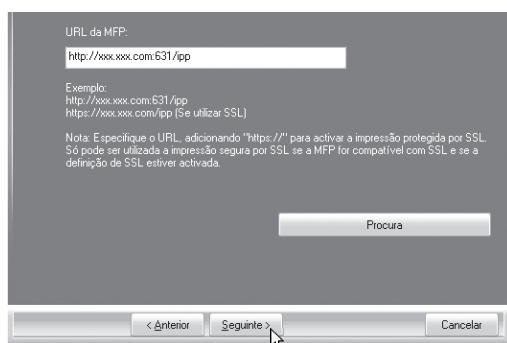 URL da MFP:
http://xxx.xxx.com:631/ipp
Exemplo:
http://xxx.xxx.com:631/ipp
https://xxx.xxx.com/ipp (Se utilizar SSL)
Nota: Especifique o URL, adicionando "https://" para activar a impressão protegida por SSL.
Só pode ser utilizada a impressão segura por SSL se a MFP for compatível com SSL e se a
definição de SSL estiver activada.
Procura
< Anterior
Seguinte >
Cancelar